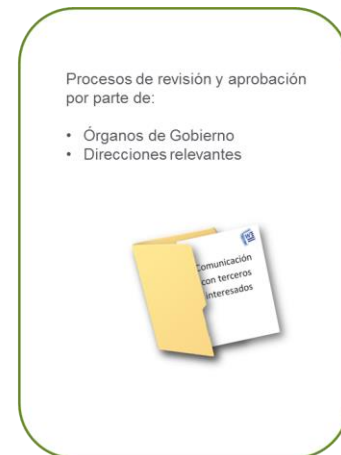 Procesos de revisión y aprobación
por parte de:
• Órganos de Gobierno
• Direcciones relevantes
Comunicación
con terceros
interesados